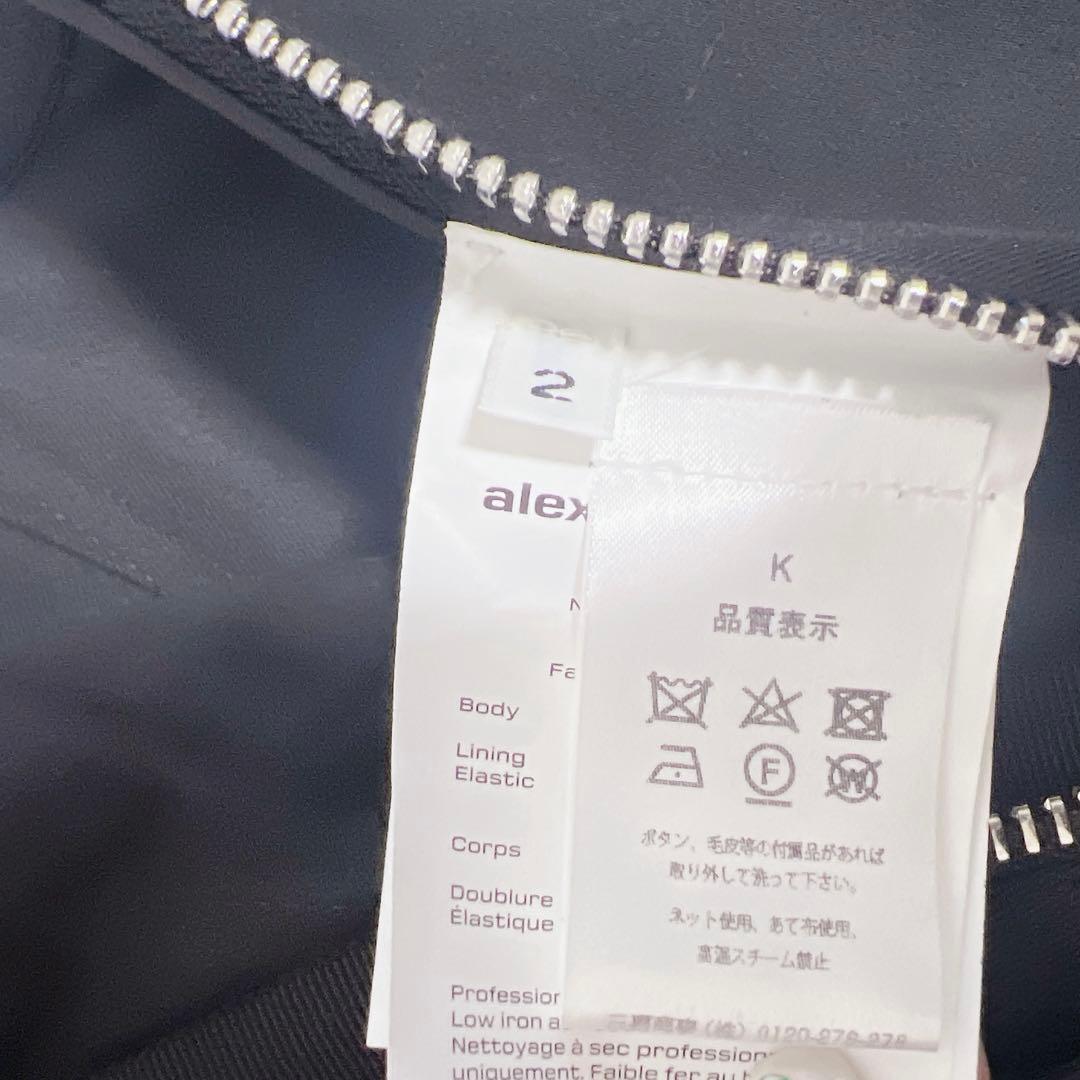 2
alex
K
品質表示
F
W
ボタン、毛皮等の付属品があれば
取り外して洗って下さい。
ネット使用、あて布使用、
高温スチーム禁止
0120-
N
Fa
Body
Lining
Elastic
Corps
Doublure
Élastique
Profession
Low iron a
Nettoyage à sec profession
uniquement. Faible fer au